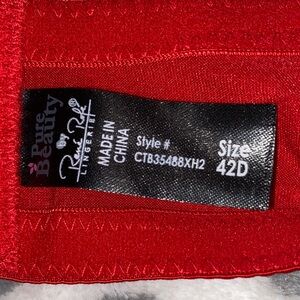 Pure
Beauty
By
René Rofé
LINGERIE
MADE IN
CHINA
Style #
CTB35488XH2
Size
42D